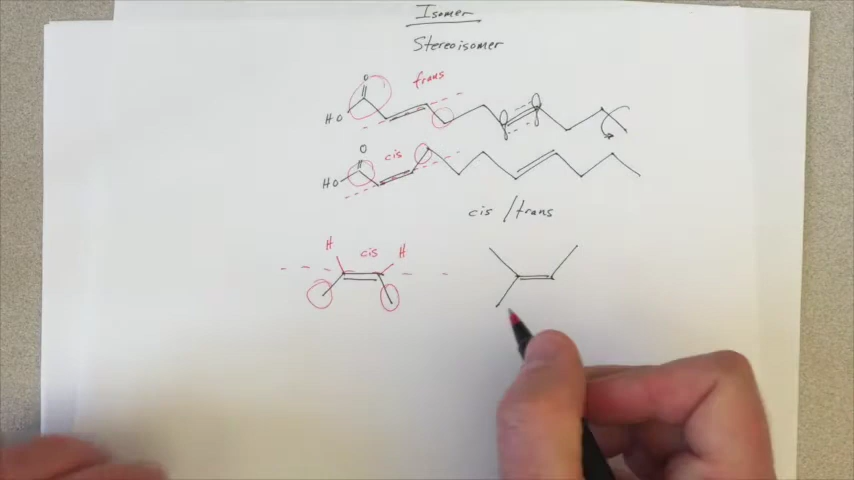 Isomer
Stereoisomer
trans
O
HO
cis
O
HO
cis / trans
H cis H